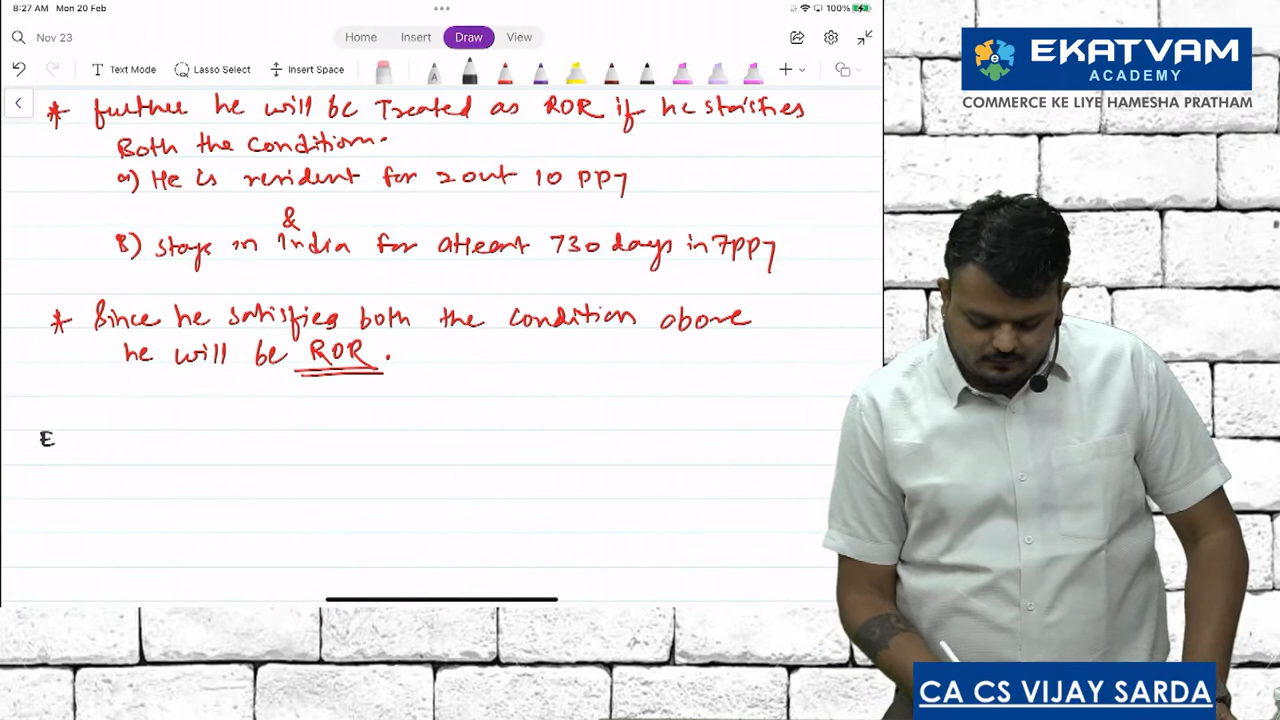 8:27 AM Mon 20 Feb
100%
Nov 23
Home Insert Draw View
Text Mode Lasso Select Insert Space
* further he will be Treated as ROR if he staisfies
Both the condition.
a) He is resident for 2 out 10 PPY
&
B) stays in India for atleast 730 days in 7PPY
* Since he satisfies both the condition above
he will be ROR.
E
EKATVAM
ACADEMY
COMMERCE KE LIYE HAMESHA PRATHAM
CA CS VIJAY SARDA